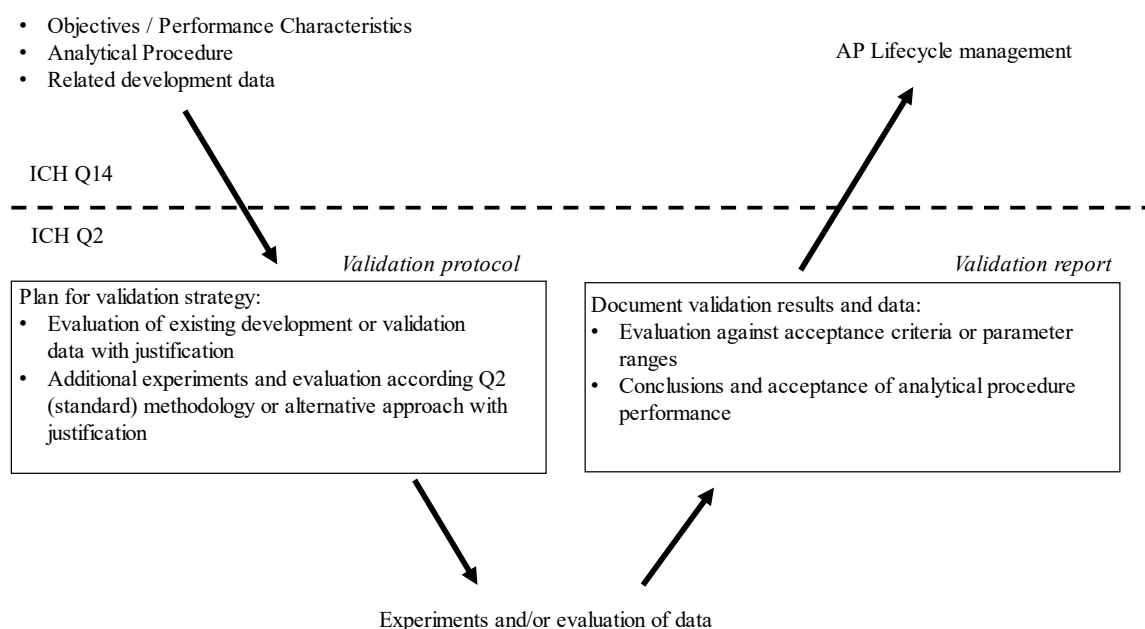 • Objectives / Performance Characteristics
• Analytical Procedure
• Related development data
AP Lifecycle management
ICH Q14
ICH Q2
Validation protocol
Plan for validation strategy:
• Evaluation of existing development or validation
data with justification
• Additional experiments and evaluation according Q2
(standard) methodology or alternative approach with
justification
Validation report
Document validation results and data:
• Evaluation against acceptance criteria or parameter
ranges
• Conclusions and acceptance of analytical procedure
performance
Experiments and/or evaluation of data